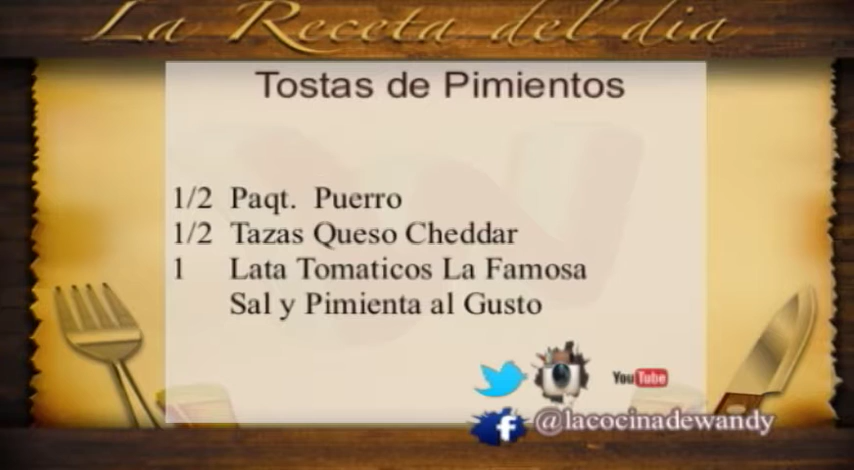 La Receta del dia
Tostas de Pimientos
1/2 Paqt. Puerro
1/2 Tazas Queso Cheddar
1 Lata Tomaticos La Famosa
Sal y Pimienta al Gusto
YouTube
@lacocinadewandy